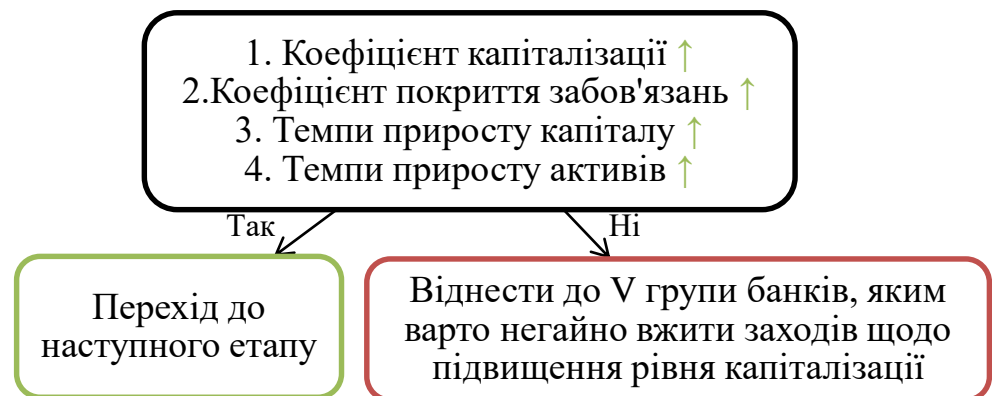 1. Коефіцієнт капіталізації ↑
2.Коефіцієнт покриття забов'язань ↑
3. Темпи приросту капіталу ↑
4. Темпи приросту активів ↑
Так
Ні
Перехід до
наступного етапу
Віднести до V групи банків, яким
варто негайно вжити заходів щодо
підвищення рівня капіталізації